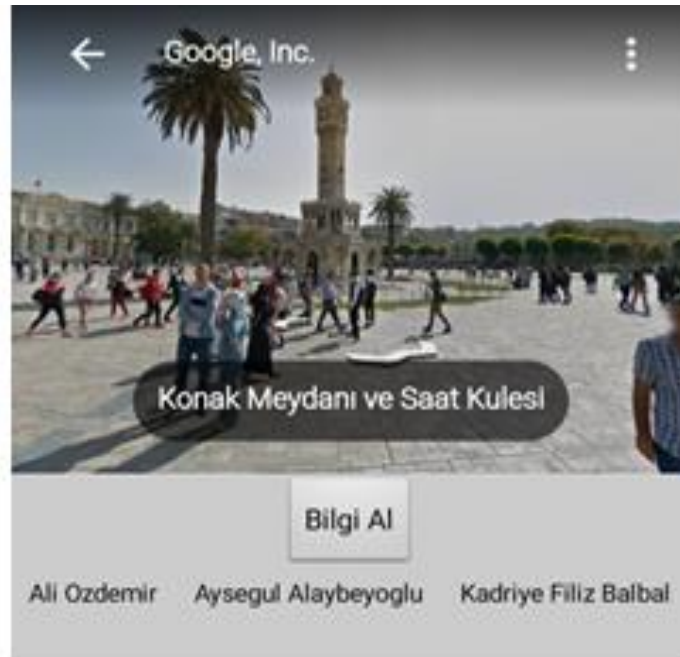 Google, Inc.
Konak Meydanı ve Saat Kulesi
Bilgi Al
Ali Ozdemir Aysegul Alaybeyoglu Kadriye Filiz Balbal